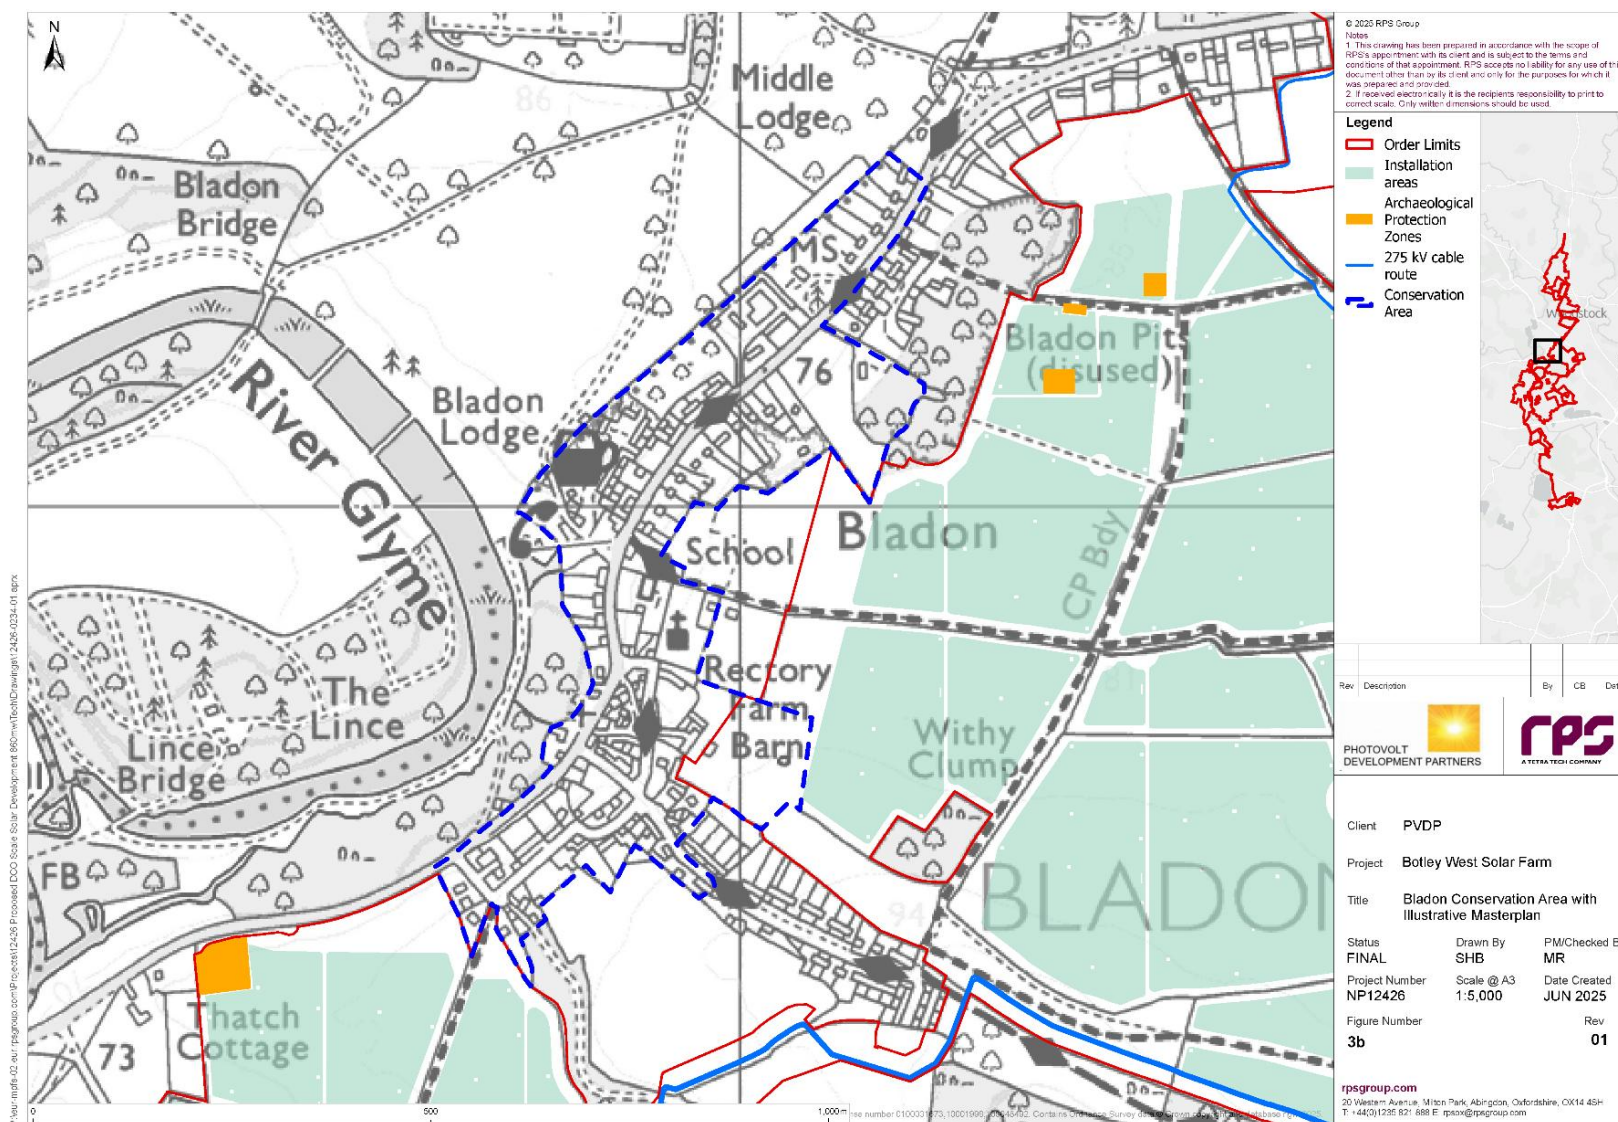 N
Middle
Lodge
86
Bladon
Bridge
MS
76
Bladon Pits
(disused)
Bladon
Lodge
River Glyme
School
Bladon
CP Bdy
The
Lince
Lince
Bridge
Rectory
Farm
Barn
Withy
Clump
FB
BLADON
94
Thatch
Cottage
73
0
500
1,000m
© 2025 RPS Group
Notes
1. This drawing has been prepared in accordance with the scope of
RPS's appointment with its client and is subject to the terms and
conditions of that appointment. RPS accepts no liability for any use of this
document other than by its client and only for the purposes for which it
was prepared and provided.
2. If received electronically it is the recipients responsibility to print to
correct scale. Only written dimensions should be used.
Legend
Order Limits
Installation
areas
Archaeological
Protection
Zones
275 kV cable
route
Conservation
Area
Rev Description By CB Dat
PHOTOVOLT
DEVELOPMENT PARTNERS
rps
A TETRA TECH COMPANY
Client PVDP
Project Botley West Solar Farm
Title Bladon Conservation Area with
Illustrative Masterplan
Status Drawn By PM/Checked B
FINAL SHB MR
Project Number Scale @ A3 Date Created
NP12426 1:5,000 JUN 2025
Figure Number Rev
3b 01
rpsgroup.com
20 Western Avenue, Milton Park, Abingdon, Oxfordshire, OX14 4SH
T: +44(0)1235 821 888 E: rpsox@rpsgroup.com